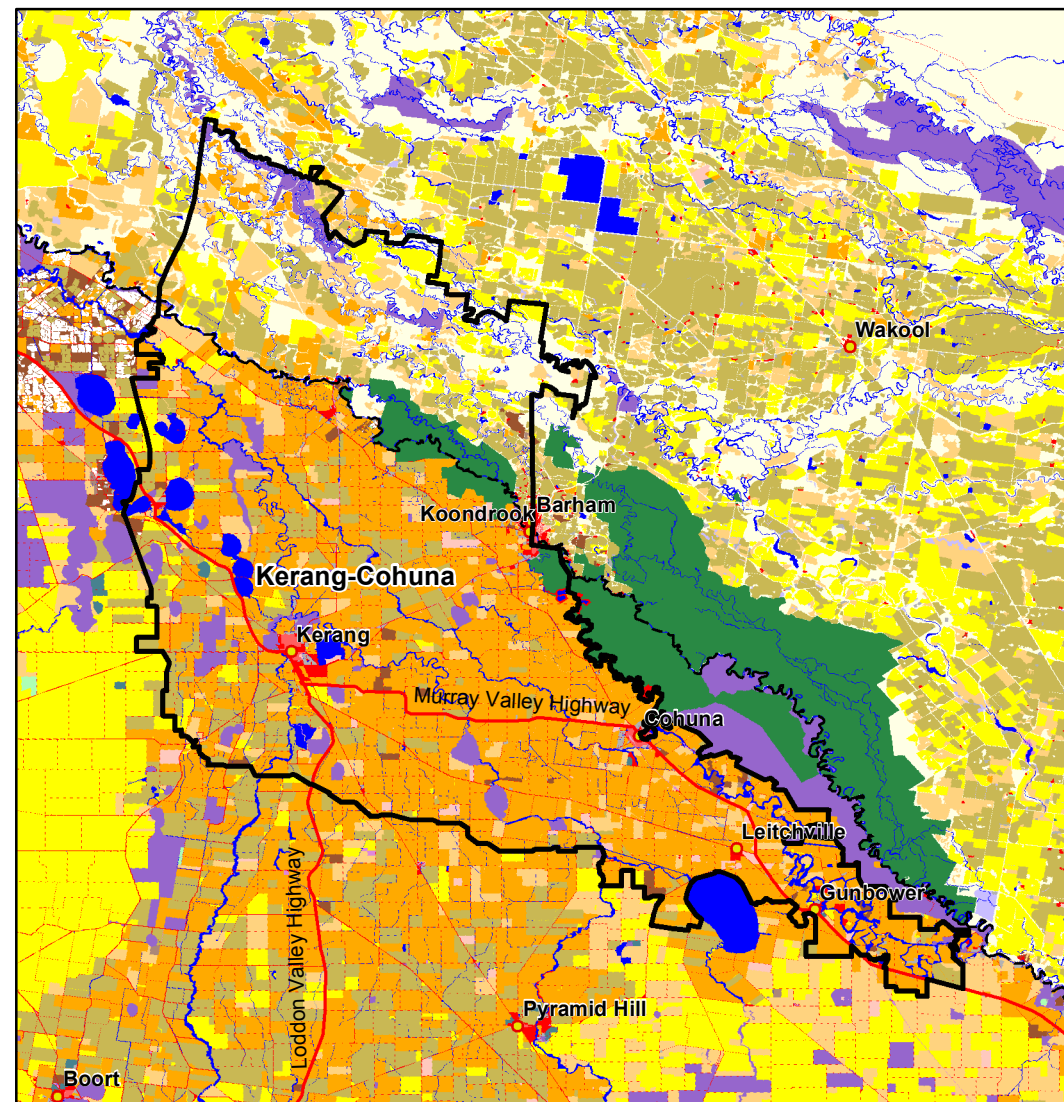 Wakool
Koondrook
Barham
Kerang-Cohuna
Kerang
Murray Valley Highway
Cohuna
Leitchville
Gunbower
Loddon Valley Highway
Pyramid Hill
Boort